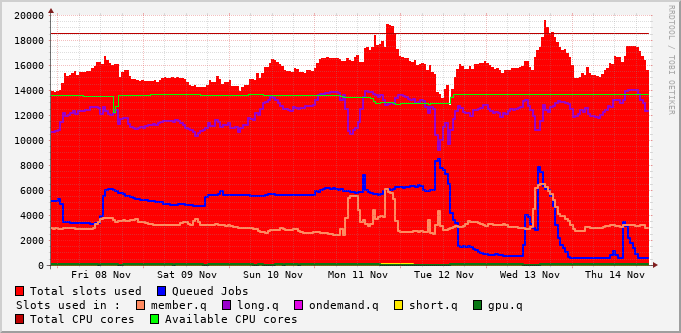 20000
18000
16000
14000
12000
10000
8000
6000
4000
2000
0
Fri 08 Nov Sat 09 Nov Sun 10 Nov Mon 11 Nov Tue 12 Nov Wed 13 Nov Thu 14 Nov
Total slots used Queued Jobs
Slots used in : member.q long.q ondemand.q short.q gpu.q
Total CPU cores Available CPU cores
RRDTOOL / TOBI OETIKER